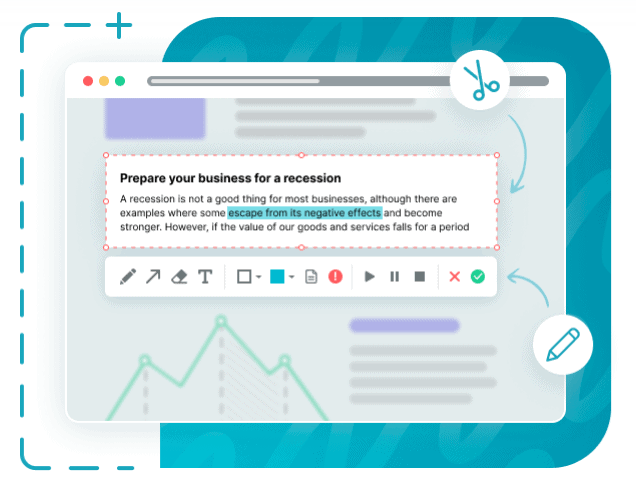 Prepare your business for a recession
A recession is not a good thing for most businesses, although there are
examples where some escape from its negative effects and become
stronger. However, if the value of our goods and services falls for a period
T